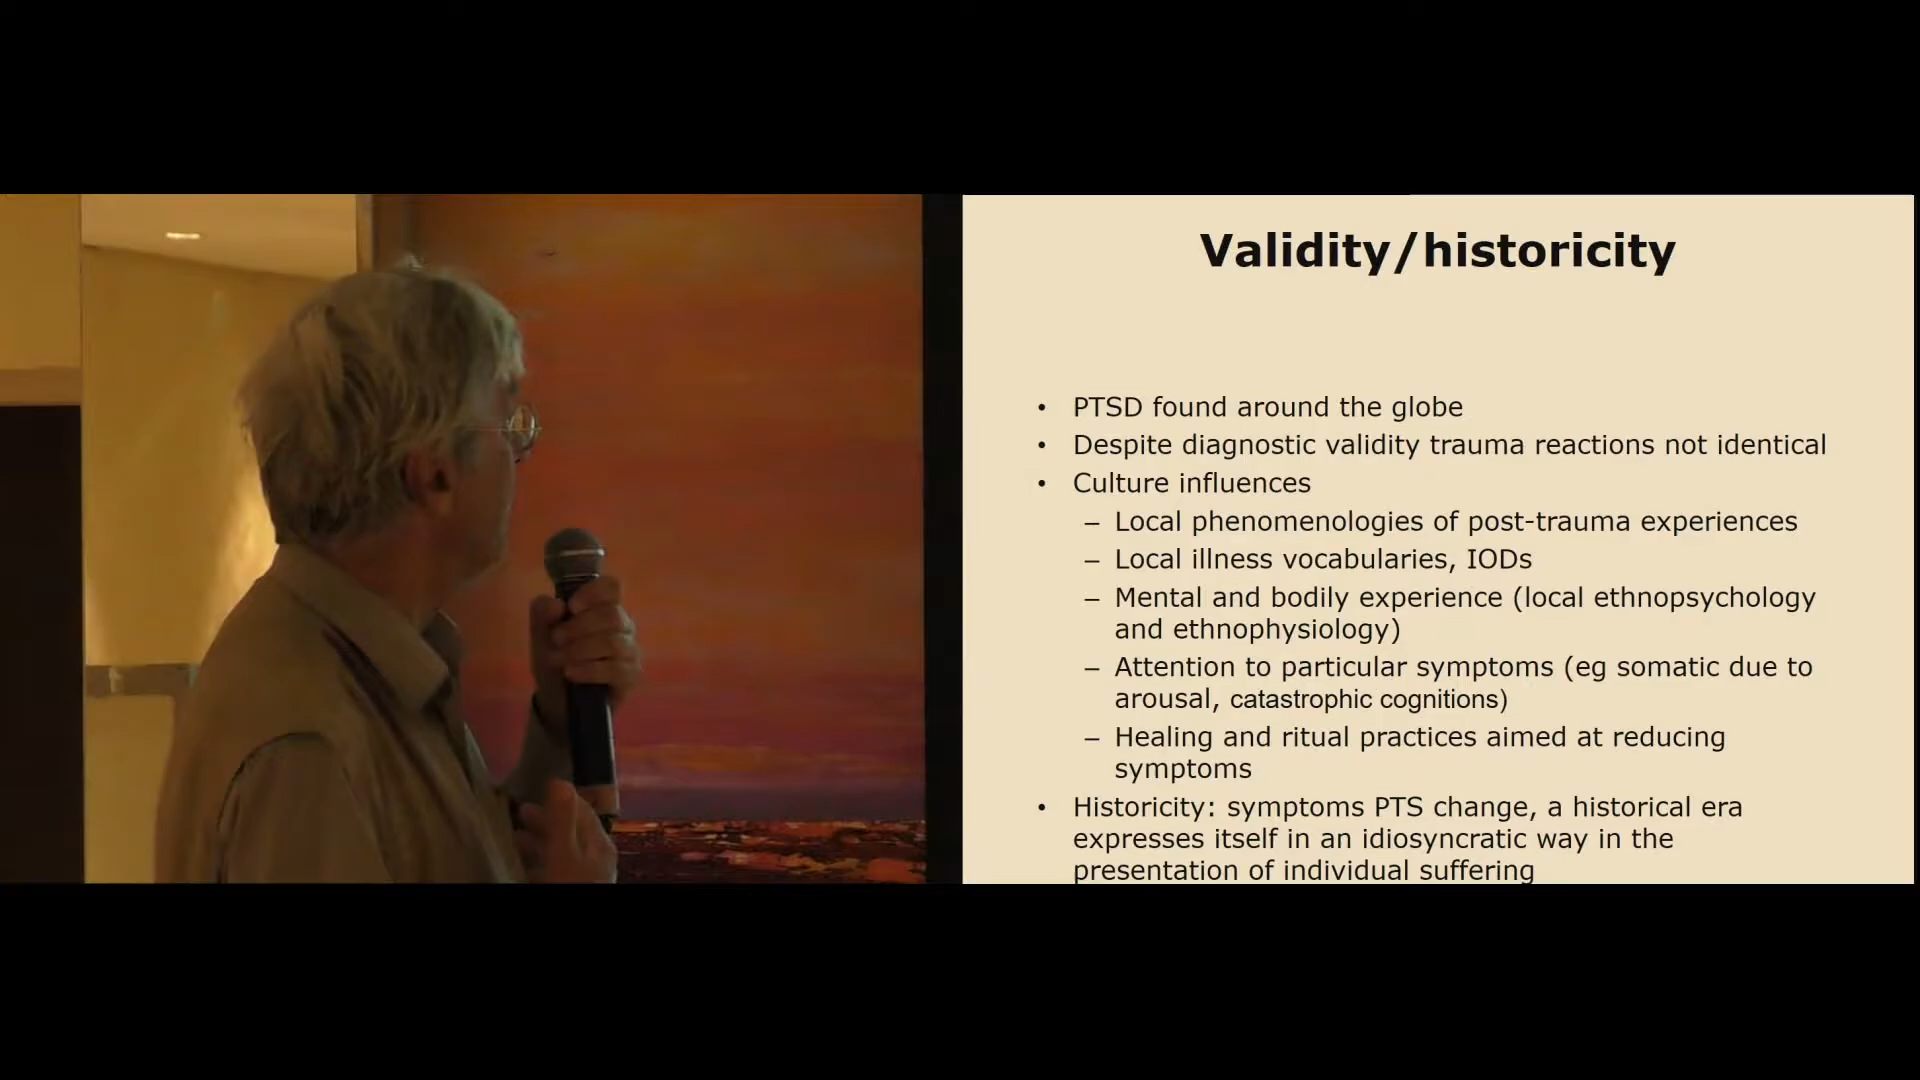 Validity/historicity
• PTSD found around the globe
• Despite diagnostic validity trauma reactions not identical
• Culture influences
– Local phenomenologies of post-trauma experiences
– Local illness vocabularies, IODs
– Mental and bodily experience (local ethnopsychology
and ethnophysiology)
– Attention to particular symptoms (eg somatic due to
arousal, catastrophic cognitions)
– Healing and ritual practices aimed at reducing
symptoms
• Historicity: symptoms PTS change, a historical era
expresses itself in an idiosyncratic way in the
presentation of individual suffering